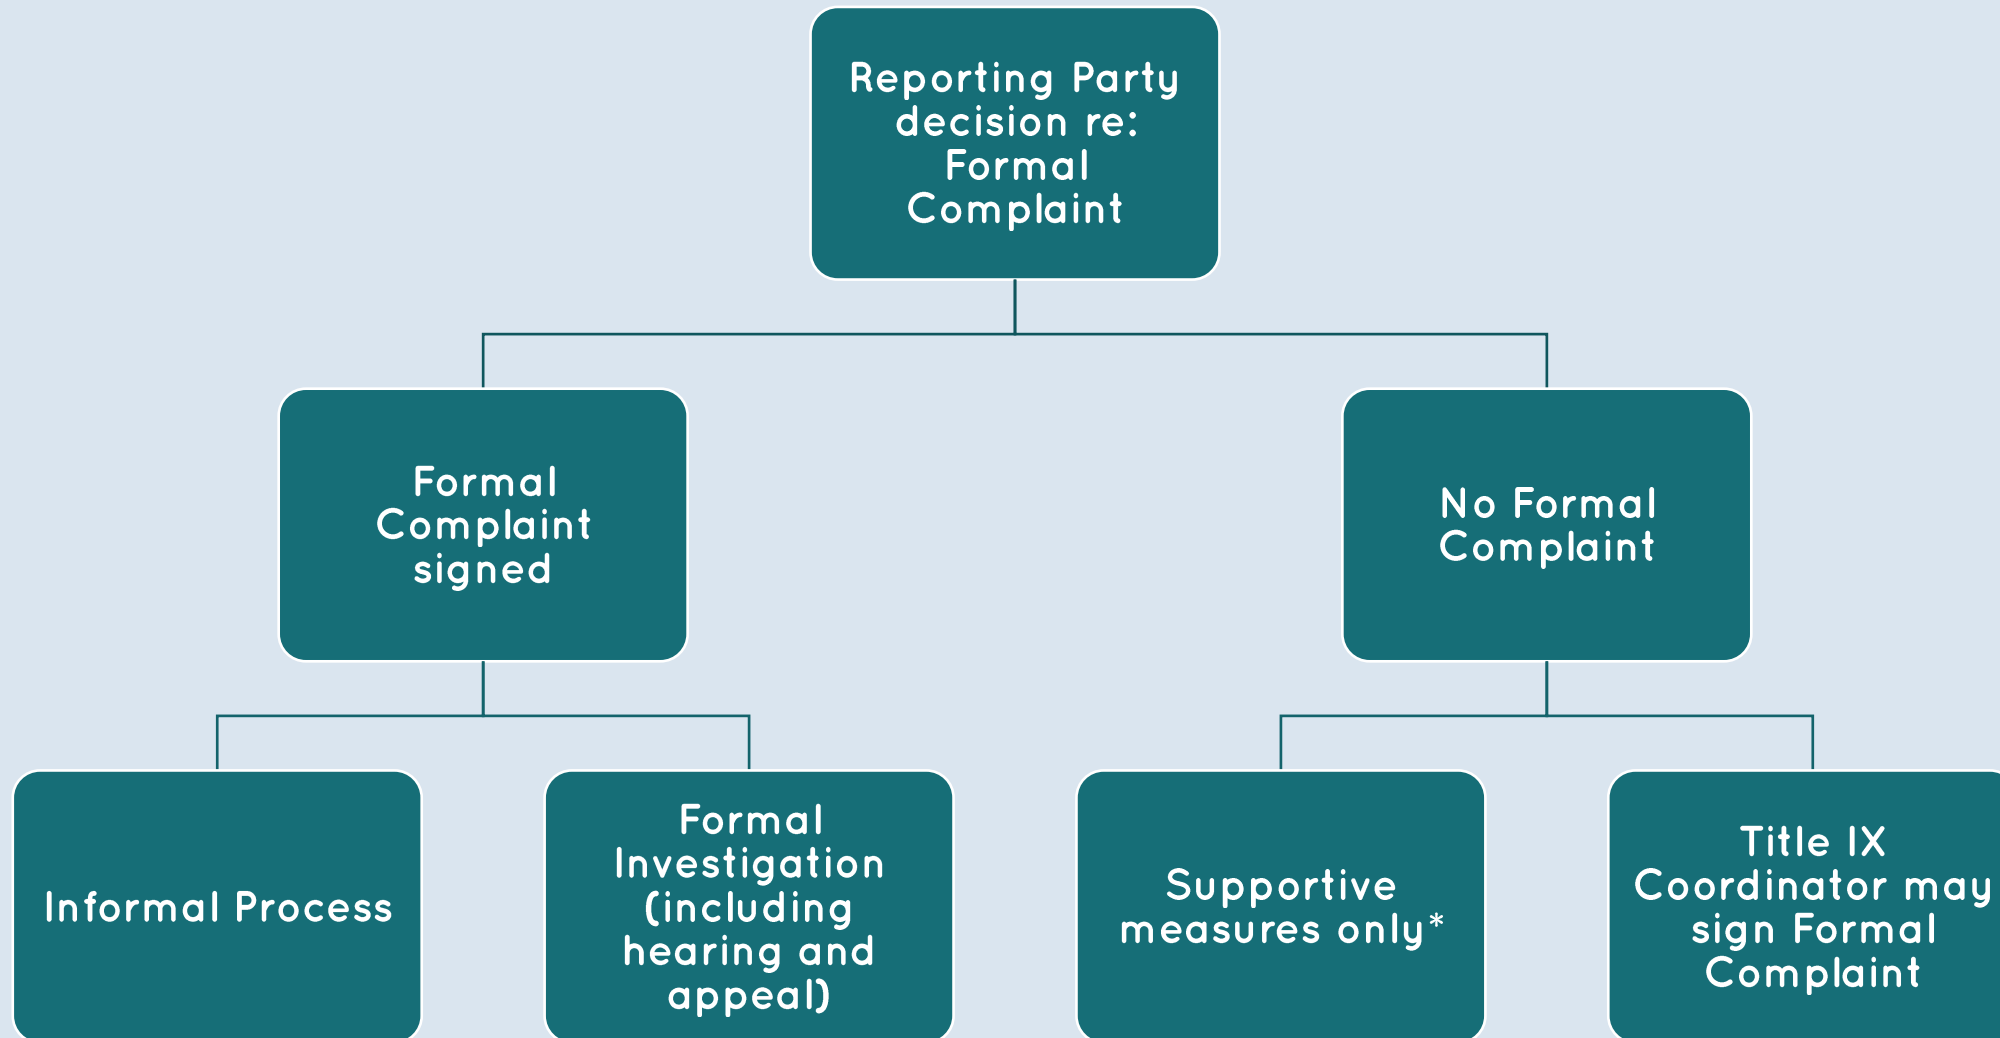 Reporting Party
decision re:
Formal
Complaint
Formal
Complaint
signed
No Formal
Complaint
Informal Process
Formal
Investigation
(including
hearing and
appeal)
Supportive
measures only*
Title IX
Coordinator may
sign Formal
Complaint